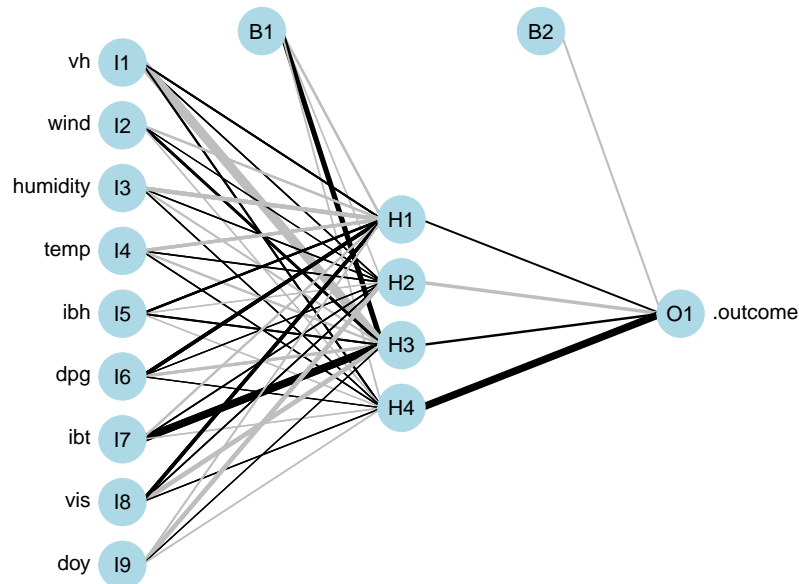 B1
B2
vh I1
wind I2
humidity I3
temp I4
ibh I5
dpg I6
ibt I7
vis I8
doy I9
H1
H2
H3
H4
O1 .outcome